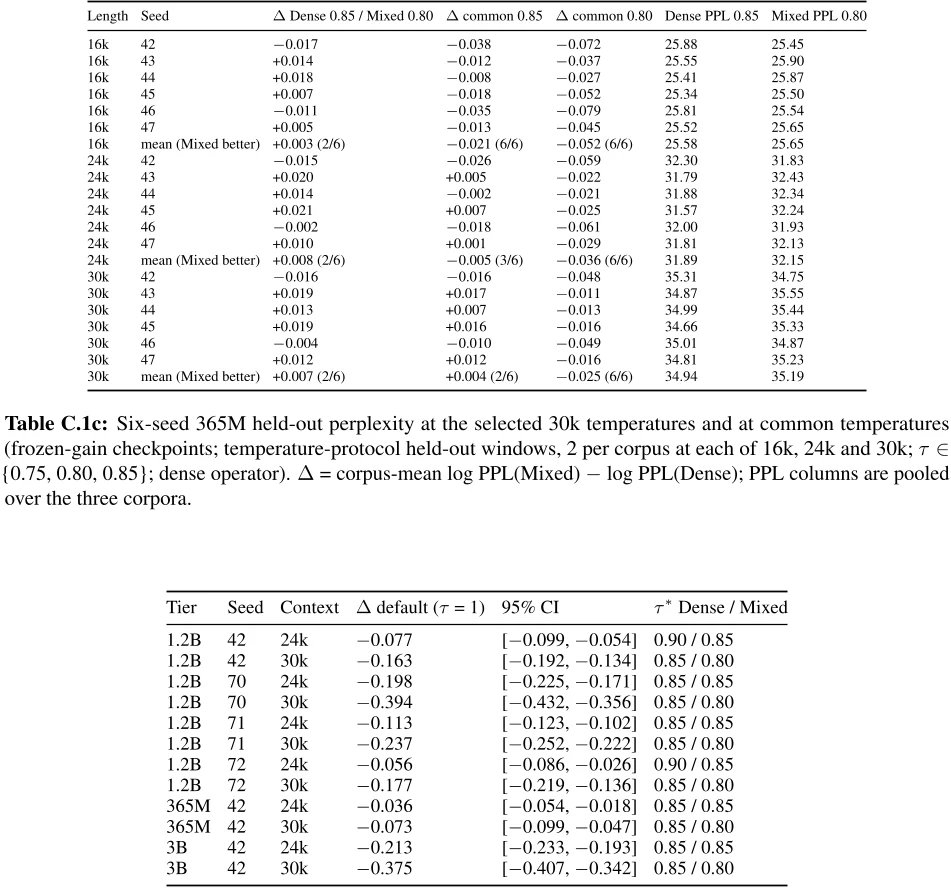 Length Seed Δ Dense 0.85 / Mixed 0.80 Δ common 0.85 Δ common 0.80 Dense PPL 0.85 Mixed PPL 0.80
16k 42 −0.017 −0.038 −0.072 25.88 25.45
16k 43 +0.014 −0.012 −0.037 25.55 25.90
16k 44 +0.018 −0.008 −0.027 25.41 25.87
16k 45 +0.007 −0.018 −0.052 25.34 25.50
16k 46 −0.011 −0.035 −0.079 25.81 25.54
16k 47 +0.005 −0.013 −0.045 25.52 25.65
16k mean (Mixed better) +0.003 (2/6) −0.021 (6/6) −0.052 (6/6) 25.58 25.65
24k 42 −0.015 −0.026 −0.059 32.30 31.83
24k 43 +0.020 +0.005 −0.022 31.79 32.43
24k 44 +0.014 −0.002 −0.021 31.88 32.34
24k 45 +0.021 +0.007 −0.025 31.57 32.24
24k 46 −0.002 −0.018 −0.061 32.00 31.93
24k 47 +0.010 +0.001 −0.029 31.81 32.13
24k mean (Mixed better) +0.008 (2/6) −0.005 (3/6) −0.036 (6/6) 31.89 32.15
30k 42 −0.016 −0.016 −0.048 35.31 34.75
30k 43 +0.019 +0.017 −0.011 34.87 35.55
30k 44 +0.013 +0.007 −0.013 34.99 35.44
30k 45 +0.019 +0.016 −0.016 34.66 35.33
30k 46 −0.004 −0.010 −0.049 35.01 34.87
30k 47 +0.012 +0.012 −0.016 34.81 35.23
30k mean (Mixed better) +0.007 (2/6) +0.004 (2/6) −0.025 (6/6) 34.94 35.19
Table C.1c: Six-seed 365M held-out perplexity at the selected 30k temperatures and at common temperatures
(frozen-gain checkpoints; temperature-protocol held-out windows, 2 per corpus at each of 16k, 24k and 30k; τ ∈
{0.75, 0.80, 0.85}; dense operator). Δ = corpus-mean log PPL(Mixed) − log PPL(Dense); PPL columns are pooled
over the three corpora.
Tier Seed Context Δ default (τ = 1) 95% CI τ* Dense / Mixed
1.2B 42 24k −0.077 [−0.099, −0.054] 0.90 / 0.85
1.2B 42 30k −0.163 [−0.192, −0.134] 0.85 / 0.80
1.2B 70 24k −0.198 [−0.225, −0.171] 0.85 / 0.85
1.2B 70 30k −0.394 [−0.432, −0.356] 0.85 / 0.80
1.2B 71 24k −0.113 [−0.123, −0.102] 0.85 / 0.85
1.2B 71 30k −0.237 [−0.252, −0.222] 0.85 / 0.80
1.2B 72 24k −0.056 [−0.086, −0.026] 0.90 / 0.85
1.2B 72 30k −0.177 [−0.219, −0.136] 0.85 / 0.80
365M 42 24k −0.036 [−0.054, −0.018] 0.85 / 0.85
365M 42 30k −0.073 [−0.099, −0.047] 0.85 / 0.80
3B 42 24k −0.213 [−0.233, −0.193] 0.85 / 0.85
3B 42 30k −0.375 [−0.407, −0.342] 0.85 / 0.80